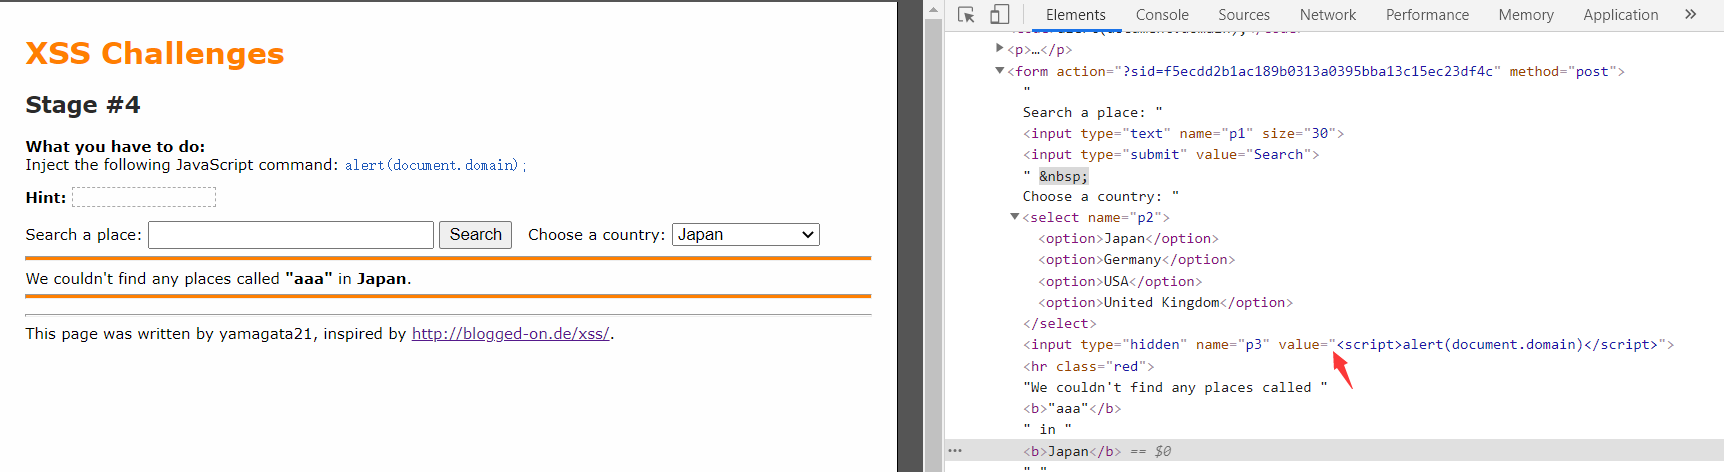 XSS Challenges
Stage #4
What you have to do:
Inject the following JavaScript command: alert(document.domain);
Hint:
Search a place: Search Choose a country: Japan
We couldn't find any places called "aaa" in Japan.
This page was written by yamagata21, inspired by http://blogged-on.de/xss/.
Elements Console Sources Network Performance Memory Application »
<p>…</p>
<form action="?sid=f5ecdd2b1ac189b0313a0395bba13c15ec23df4c" method="post">
"
Search a place: "
<input type="text" name="p1" size="30">
<input type="submit" value="Search">
" &nbsp;
Choose a country: "
<select name="p2">
<option>Japan</option>
<option>Germany</option>
<option>USA</option>
<option>United Kingdom</option>
</select>
<input type="hidden" name="p3" value="<script>alert(document.domain)</script>">
<hr class="red">
"We couldn't find any places called "
<b>"aaa"</b>
" in "
… <b>Japan</b> == $0